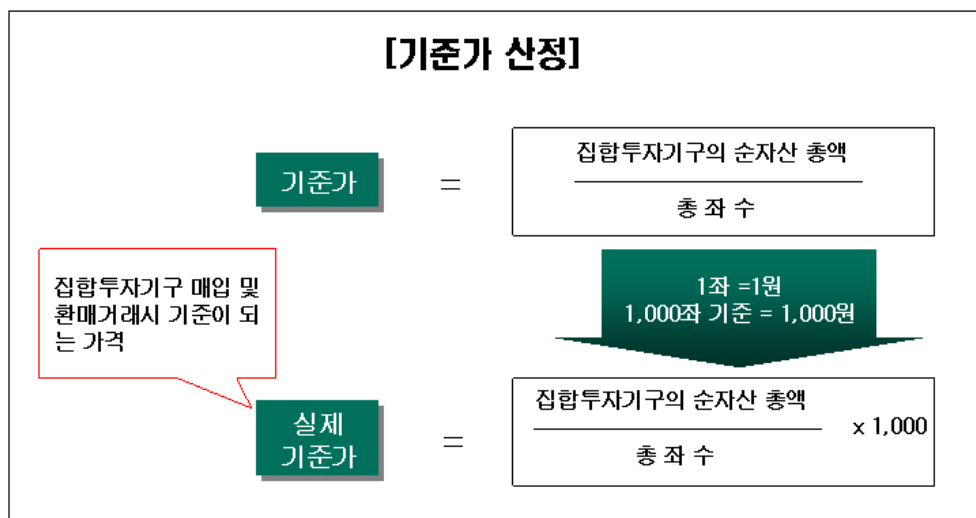 [기준가 산정]
기준가
=
집합투자기구의 순자산 총액
총 좌 수
1좌 =1원
1,000좌 기준 = 1,000원
집합투자기구 매입 및
환매거래시 기준이 되
는 가격
실제
기준가
=
집합투자기구의 순자산 총액
총 좌 수
x 1,000